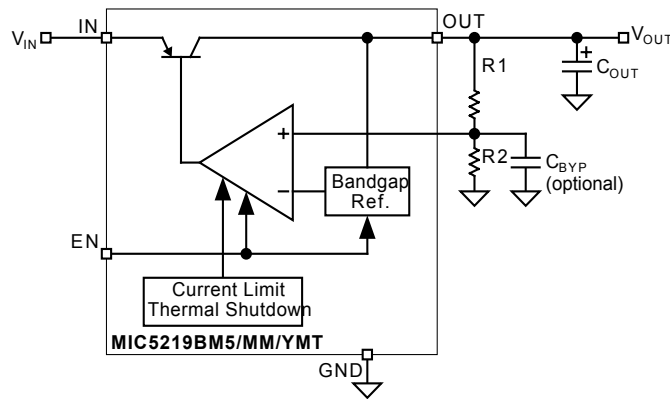 IN
OUT
VIN
VOUT
R1
COUT
+
+
R2
CBYP
(optional)
−
Bandgap
Ref.
EN
Current Limit
Thermal Shutdown
MIC5219BM5/MM/YMT
GND